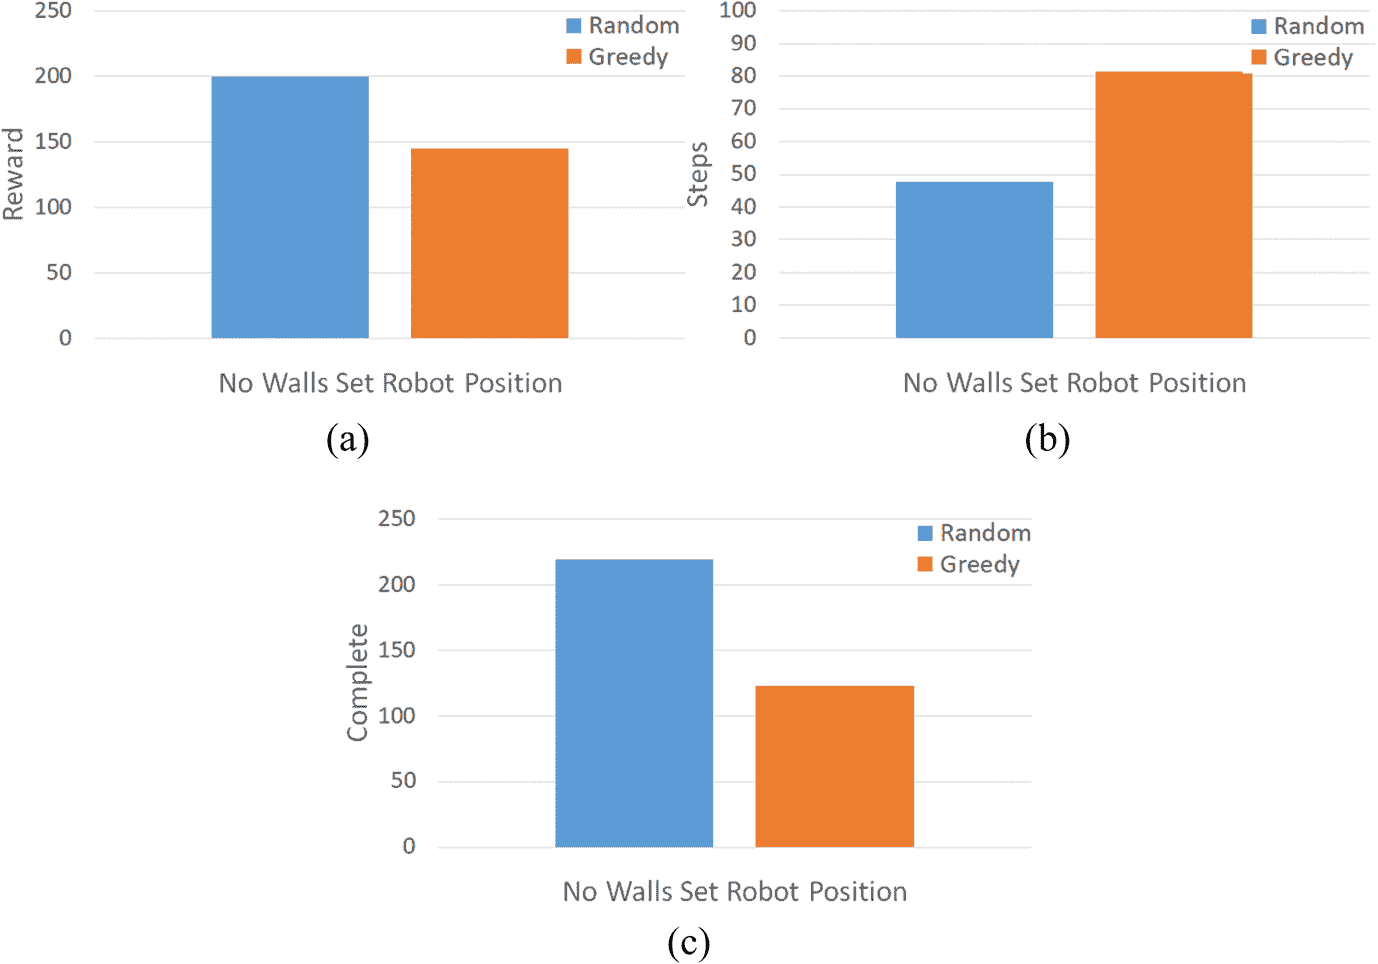 250
200
150
100
50
0
Reward
Random
Greedy
No Walls Set Robot Position
(a)
100
90
80
70
60
50
40
30
20
10
0
Steps
Random
Greedy
No Walls Set Robot Position
(b)
250
200
150
100
50
0
Complete
Random
Greedy
No Walls Set Robot Position
(c)